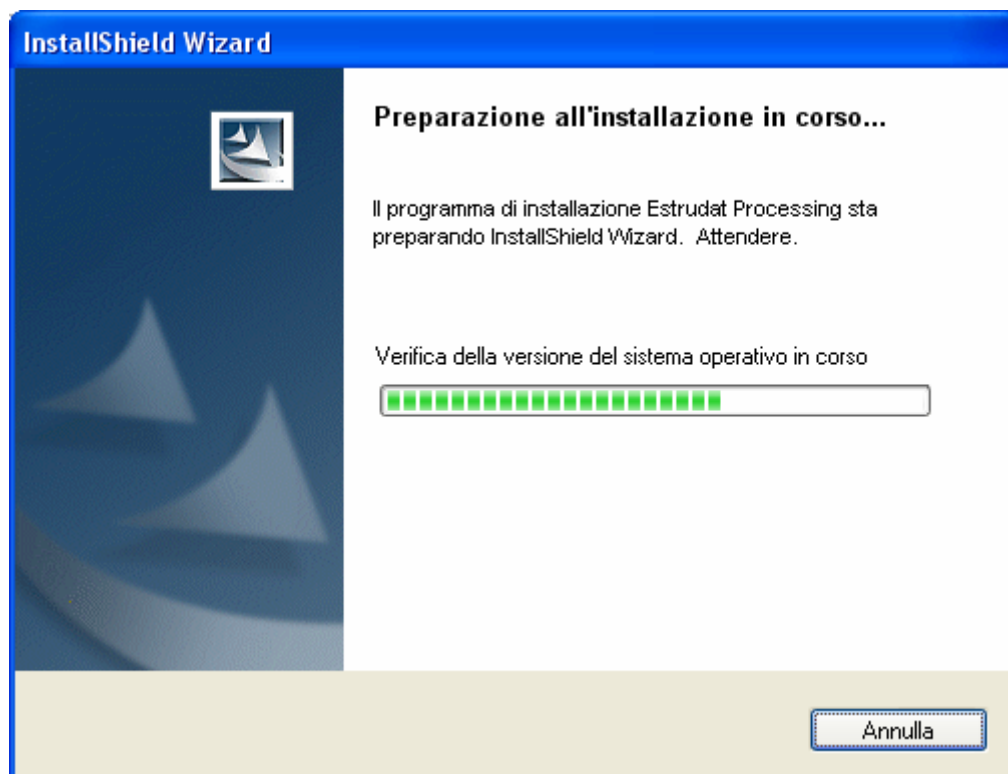 InstallShield Wizard
Preparazione all'installazione in corso...
Il programma di installazione Estrudat Processing sta
preparando InstallShield Wizard.  Attendere.
Verifica della versione del sistema operativo in corso
Annulla